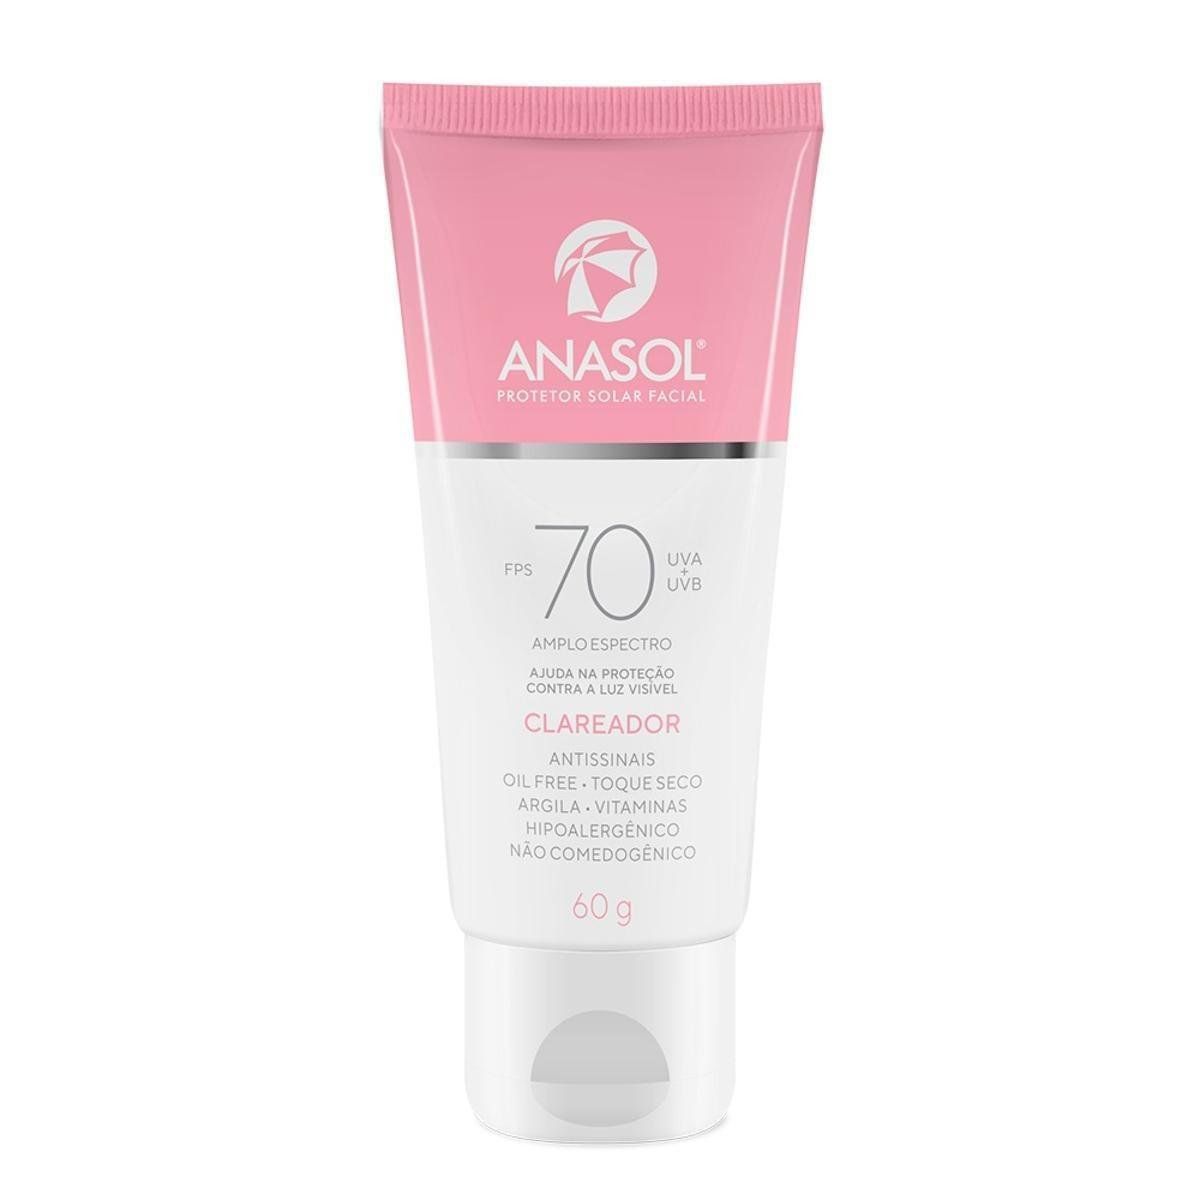 ANASOL®
PROTETOR SOLAR FACIAL
FPS 70 UVA + UVB
AMPLO ESPECTRO
AJUDA NA PROTEÇÃO
CONTRA A LUZ VISÍVEL
CLAREADOR
ANTISSINAIS
OIL FREE • TOQUE SECO
ARGILA • VITAMINAS
HIPOALERGÊNICO
NÃO COMEDOGÊNICO
60 g